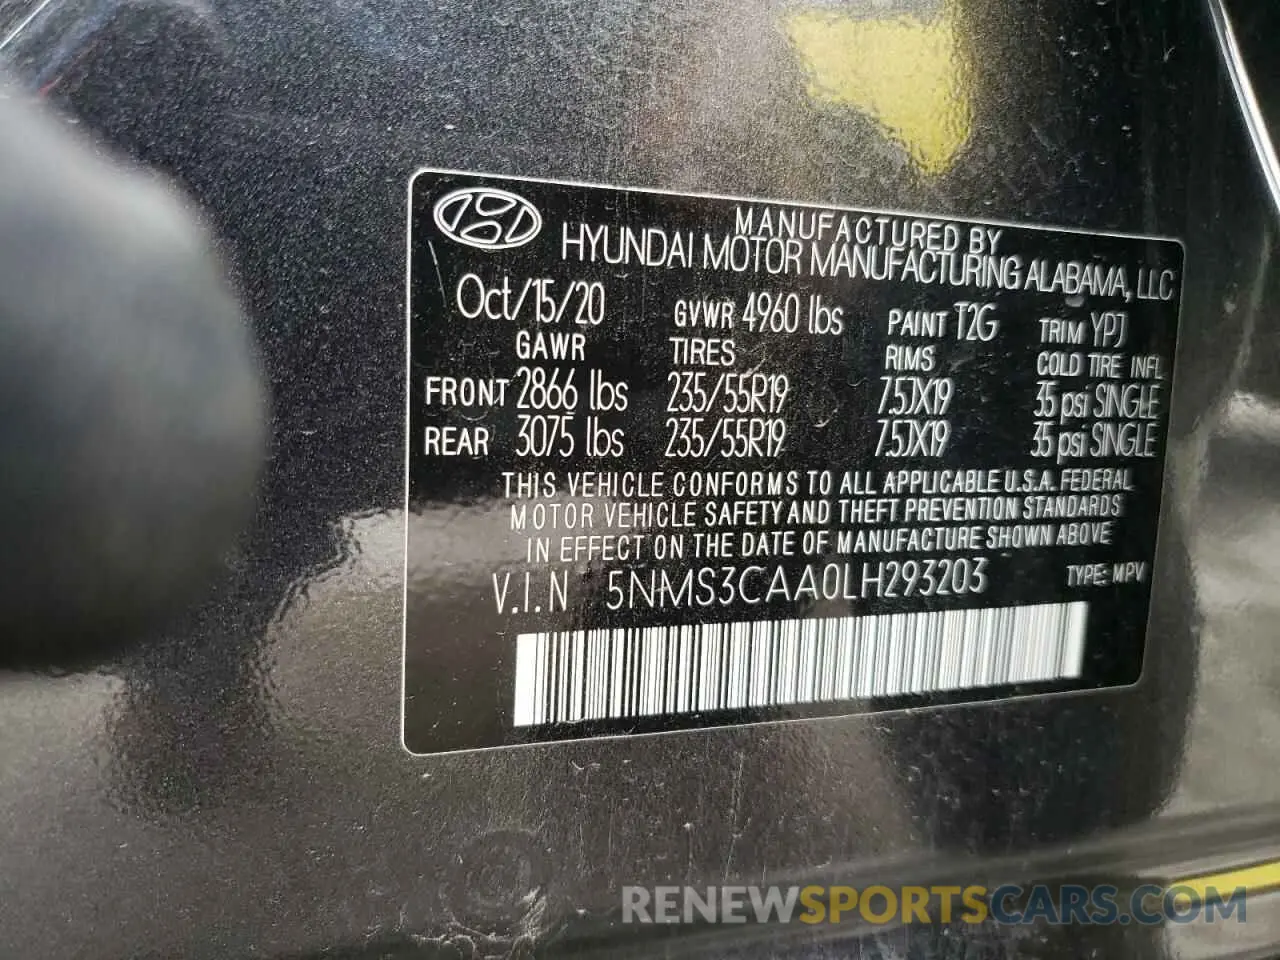 MANUFACTURED BY
HYUNDAI MOTOR MANUFACTURING ALABAMA, LLC
Oct/15/20 GVWR 4960 lbs PAINT T2G TRIM YPJ
GAWR TIRES RIMS COLD TIRE INFL
FRONT 2866 lbs 235/55R19 7.5JX19 35 psi SINGLE
REAR 3075 lbs 235/55R19 7.5JX19 35 psi SINGLE
THIS VEHICLE CONFORMS TO ALL APPLICABLE U.S.A. FEDERAL
MOTOR VEHICLE SAFETY AND THEFT PREVENTION STANDARDS
IN EFFECT ON THE DATE OF MANUFACTURE SHOWN ABOVE
V.I.N 5NMS3CAA0LH293203 TYPE: MPV
RENEWSPORTSCARS.COM